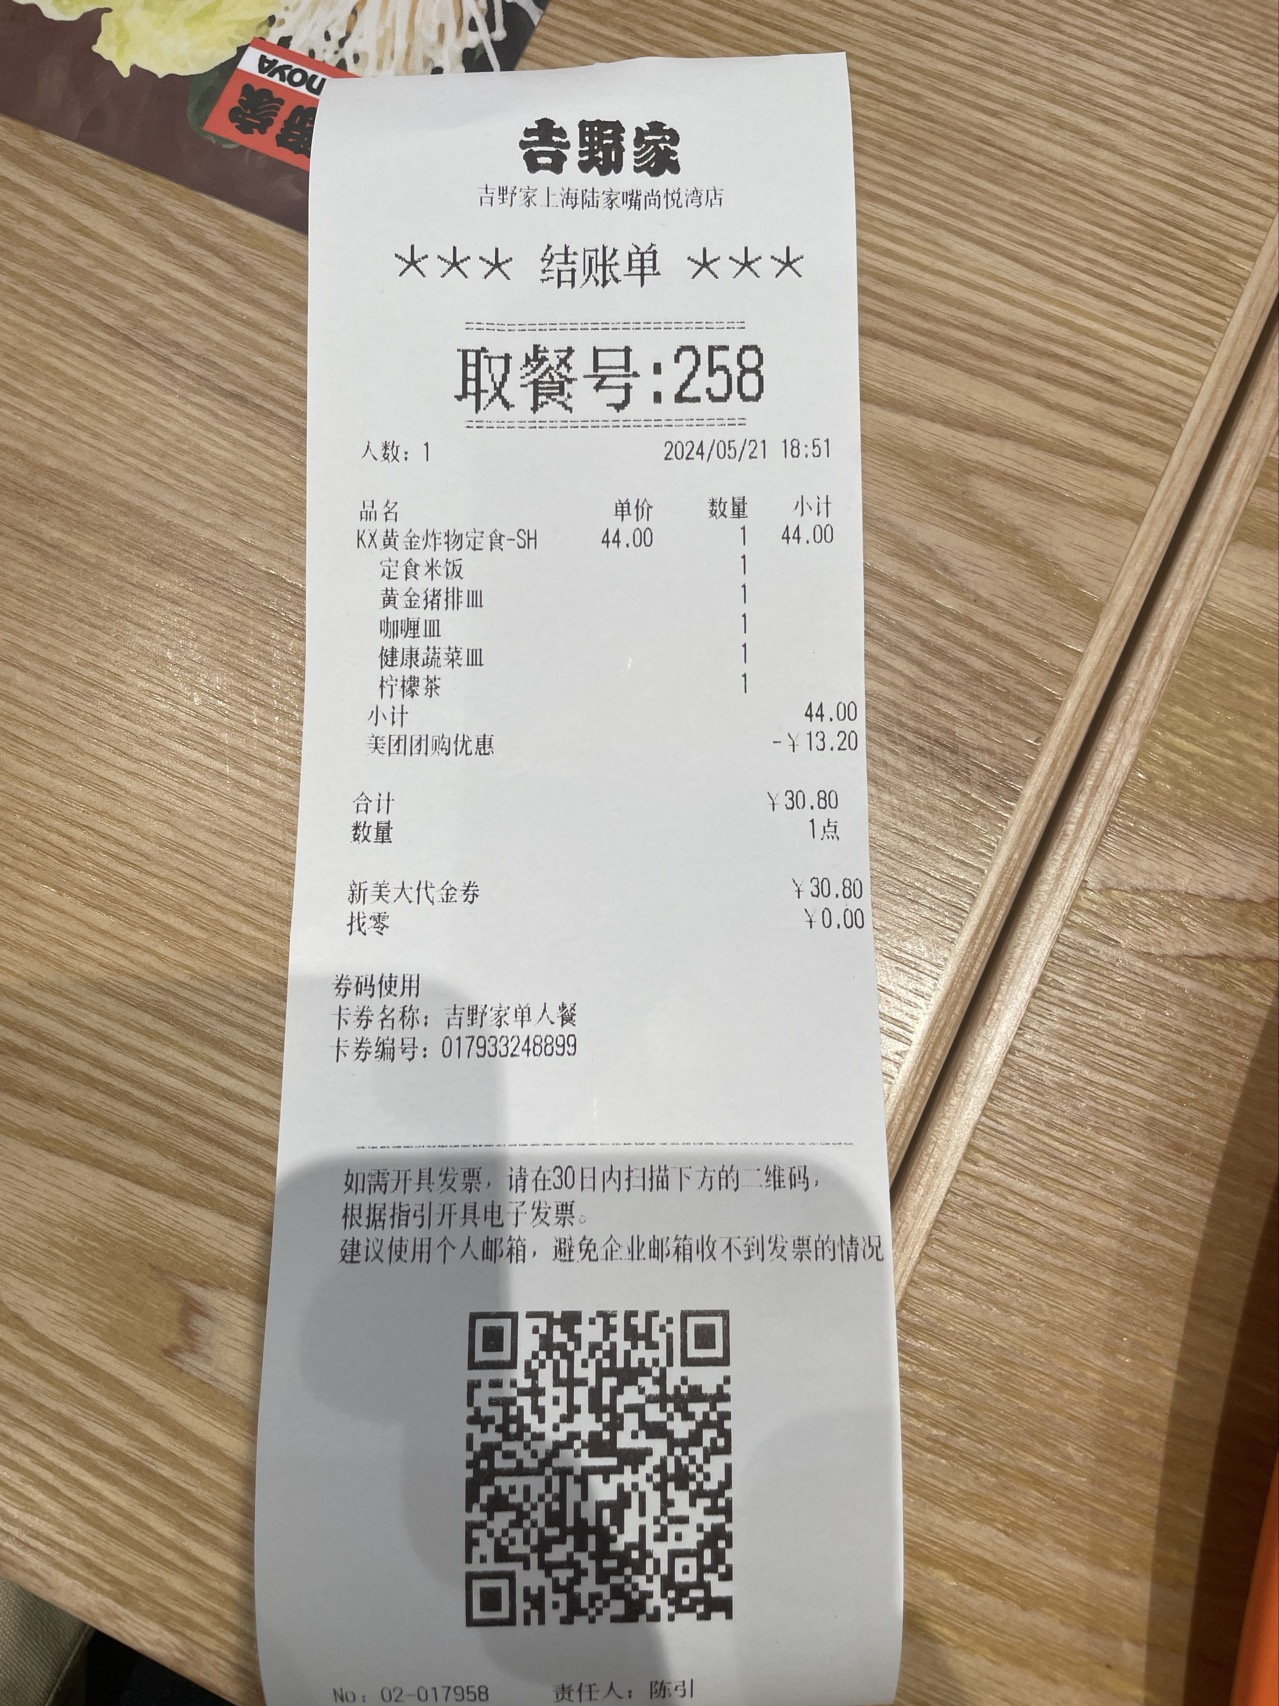 吉野家
吉野家上海陆家嘴尚悦湾店
*** 结账单 ***
取餐号:258
人数: 1 2024/05/21 18:51
品名 单价 数量 小计
KX黄金炸物定食-SH 44.00 1 44.00
定食米饭 1
黄金猪排皿 1
咖喱皿 1
健康蔬菜皿 1
柠檬茶 1
小计 44.00
美团团购优惠 -¥13.20
合计 ¥30.80
数量 1点
新美大代金券 ¥30.80
找零 ¥0.00
券码使用
卡券名称: 吉野家单人餐
卡券编号: 017933248899
如需开具发票, 请在30日内扫描下方的二维码,
根据指引开具电子发票。
建议使用个人邮箱, 避免企业邮箱收不到发票的情况
No: 02-017958 责任人: 陈引